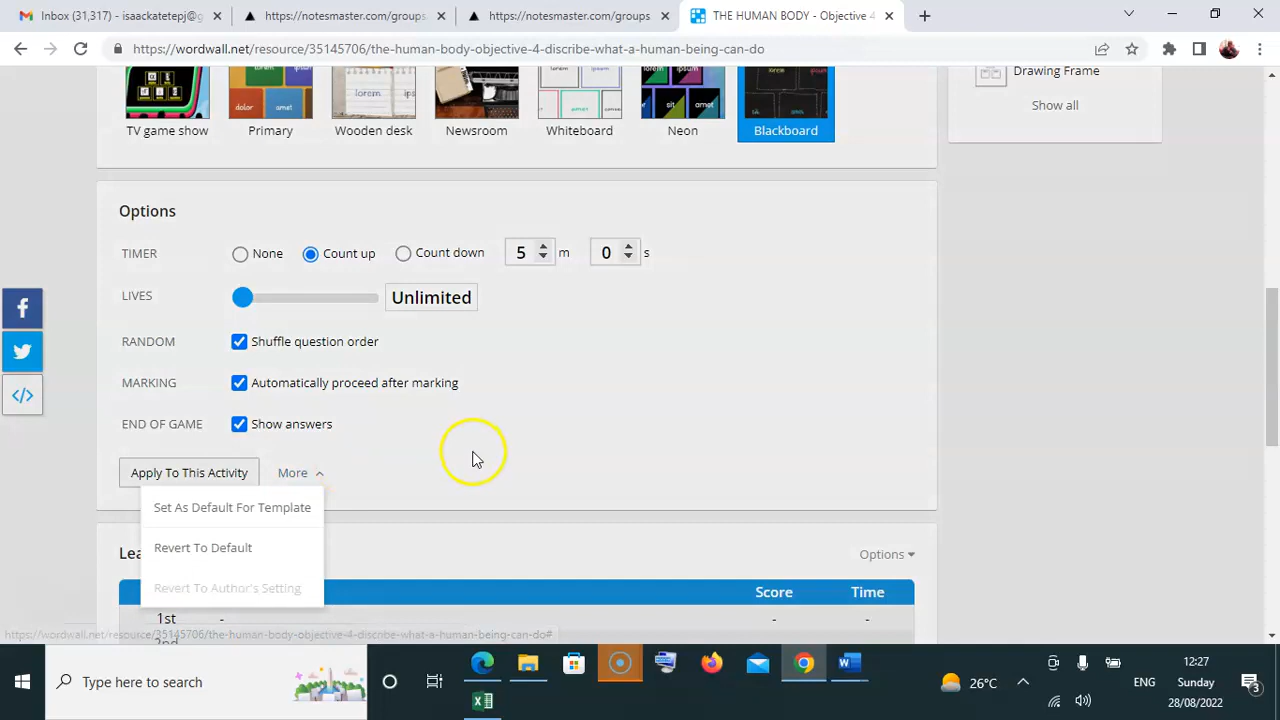 Inbox (31,317) - isaackatetepj@g
https://notesmaster.com/groups
https://notesmaster.com/groups
THE HUMAN BODY - Objective 4
https://wordwall.net/resource/35145706/the-human-body-objective-4-discribe-what-a-human-being-can-do
TV game show
Primary
Wooden desk
Newsroom
Whiteboard
Neon
Blackboard
Drawing Frame
Show all
Options
TIMER None Count up Count down 5 m 0 s
LIVES Unlimited
RANDOM Shuffle question order
MARKING Automatically proceed after marking
END OF GAME Show answers
Apply To This Activity More
Set As Default For Template
Revert To Default
Revert To Author's Setting
Lea
Options
Score Time
1st - - -
2nd
https://wordwall.net/resource/35145706/the-human-body-objective-4-discribe-what-a-human-being-can-do#
Type here to search
26°C
ENG
12:27
Sunday
28/08/2022
3